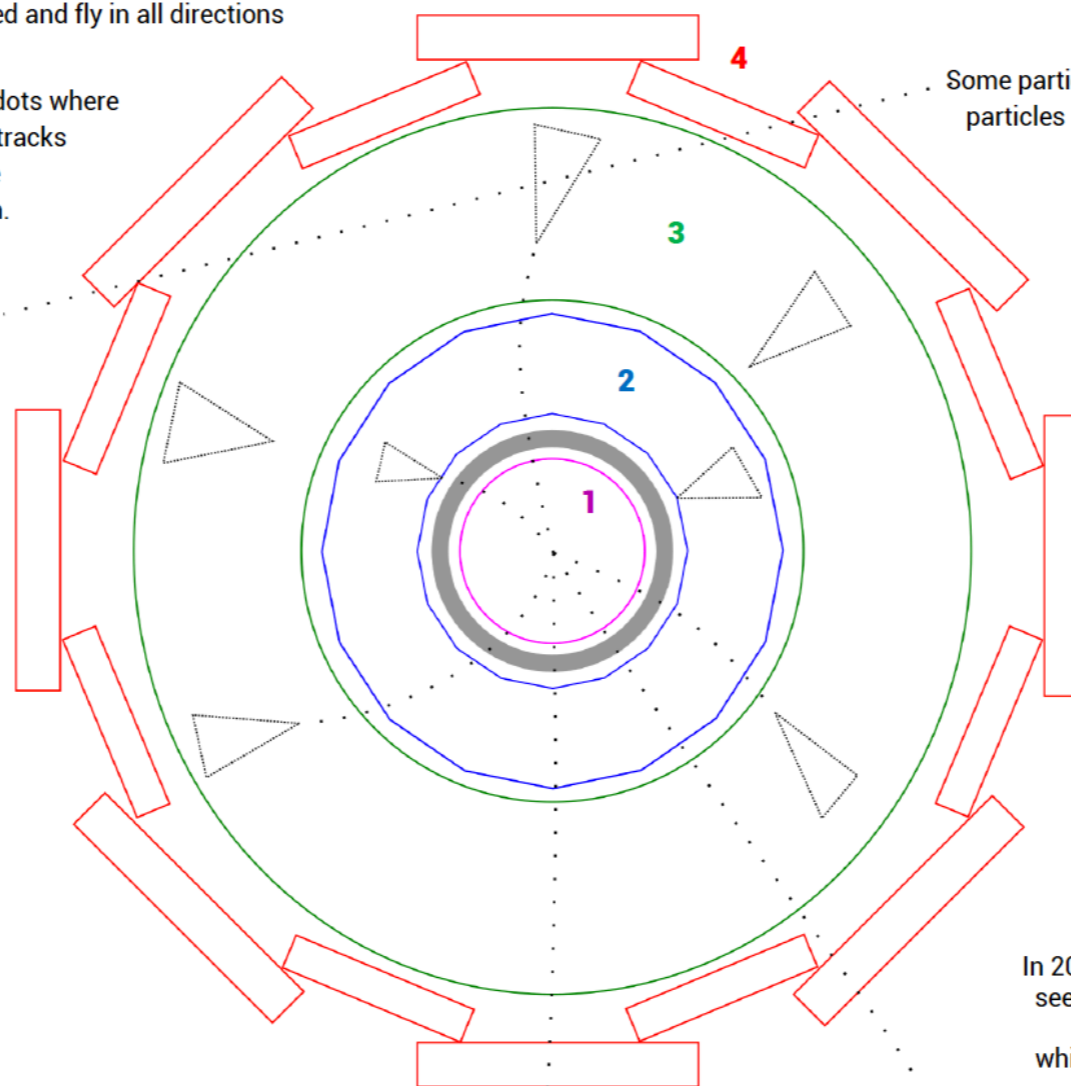 ed and fly in all directions
4
Some parti
particles
dots where
tracks
n.
3
2
1
In 20
see
whi